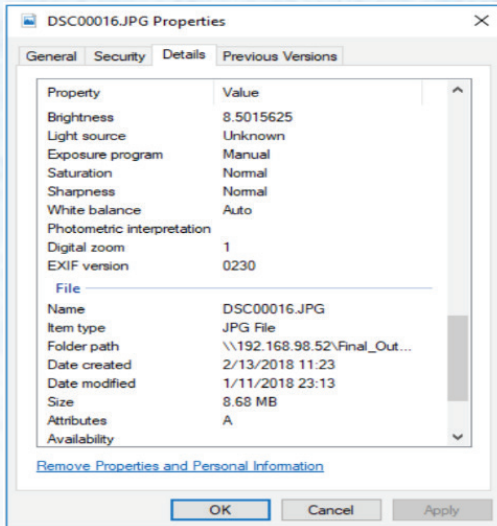 DSC00016.JPG Properties
General Security Details Previous Versions
Property Value
Brightness 8.5015625
Light source Unknown
Exposure program Manual
Saturation Normal
Sharpness Normal
White balance Auto
Photometric interpretation
Digital zoom 1
EXIF version 0230
File
Name DSC00016.JPG
Item type JPG File
Folder path \\192.168.98.52\Final_Out...
Date created 2/13/2018 11:23
Date modified 1/11/2018 23:13
Size 8.68 MB
Attributes A
Availability
Remove Properties and Personal Information
OK Cancel Apply